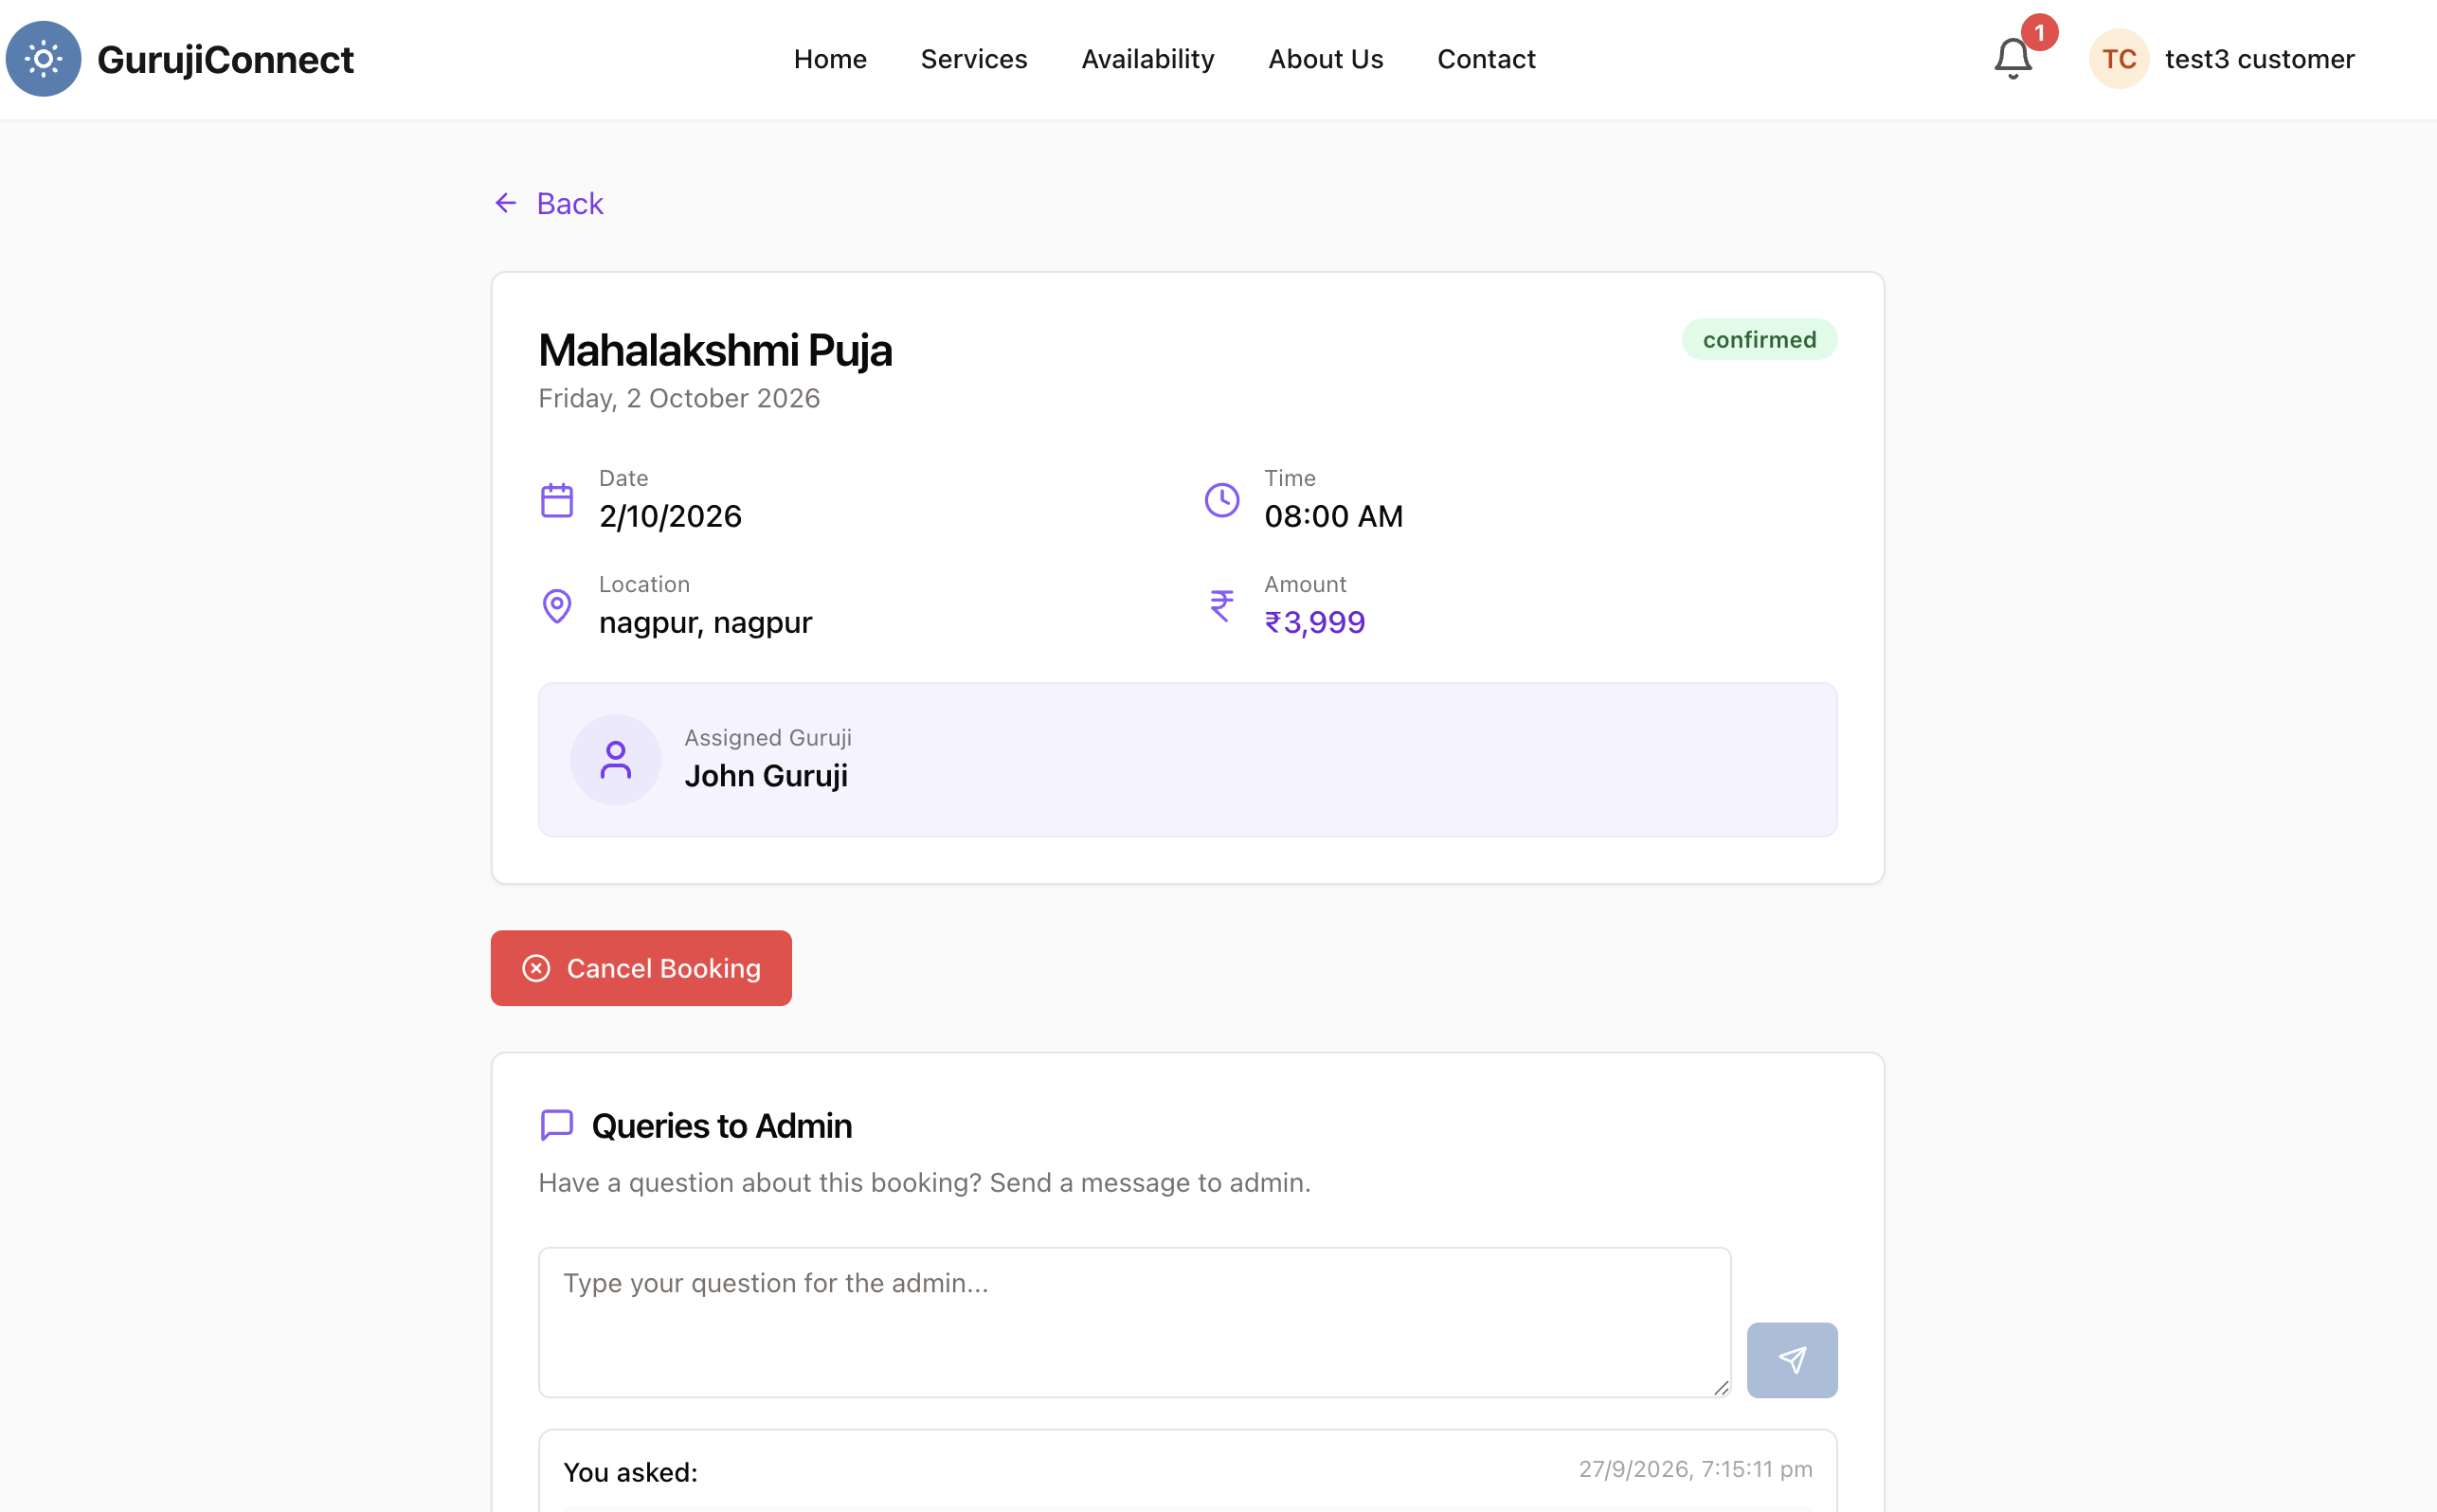 GurujiConnect
Home Services Availability About Us Contact
1
TC test3 customer
← Back
Mahalakshmi Puja
confirmed
Friday, 2 October 2026
Date
2/10/2026
Time
08:00 AM
Location
nagpur, nagpur
₹
Amount
₹3,999
Assigned Guruji
John Guruji
Cancel Booking
Queries to Admin
Have a question about this booking? Send a message to admin.
Type your question for the admin...
You asked:
27/9/2026, 7:15:11 pm